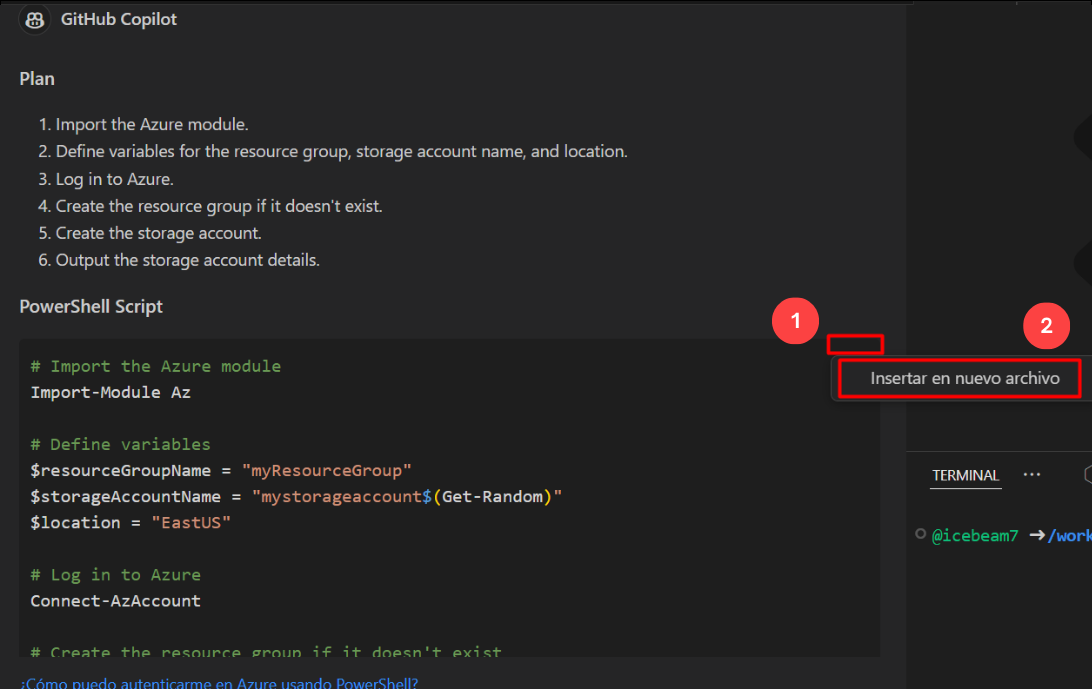 GitHub Copilot
Plan
1. Import the Azure module.
2. Define variables for the resource group, storage account name, and location.
3. Log in to Azure.
4. Create the resource group if it doesn't exist.
5. Create the storage account.
6. Output the storage account details.
PowerShell Script
1
2
Insertar en nuevo archivo
# Import the Azure module
Import-Module Az
# Define variables
$resourceGroupName = "myResourceGroup"
$storageAccountName = "mystorageaccount$(Get-Random)"
$location = "EastUS"
# Log in to Azure
Connect-AzAccount
# Create the resource group if it doesn't exist
¿Cómo puedo autenticarme en Azure usando PowerShell?
TERMINAL ···
@icebeam7 ➜ /work